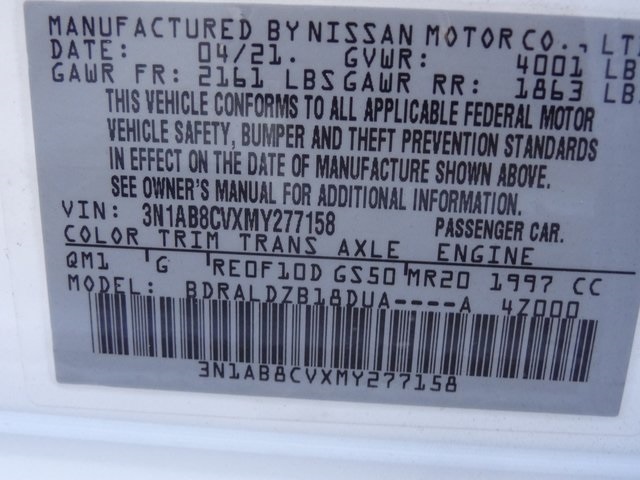 MANUFACTURED BY NISSAN MOTOR CO., LT
DATE: 04/21. GVWR: 4001 LB
GAWR FR: 2161 LBS GAWR RR: 1863 LB
THIS VEHICLE CONFORMS TO ALL APPLICABLE FEDERAL MOTOR
VEHICLE SAFETY, BUMPER AND THEFT PREVENTION STANDARDS
IN EFFECT ON THE DATE OF MANUFACTURE SHOWN ABOVE.
SEE OWNER'S MANUAL FOR ADDITIONAL INFORMATION.
VIN: 3N1AB8CVXMY277158 PASSENGER CAR.
COLOR TRIM TRANS AXLE ENGINE
QM1 G RE0F10D GS50 MR20 1997 CC
MODEL: BDRALDZB18DUA----A 4Z000
3N1AB8CVXMY277158